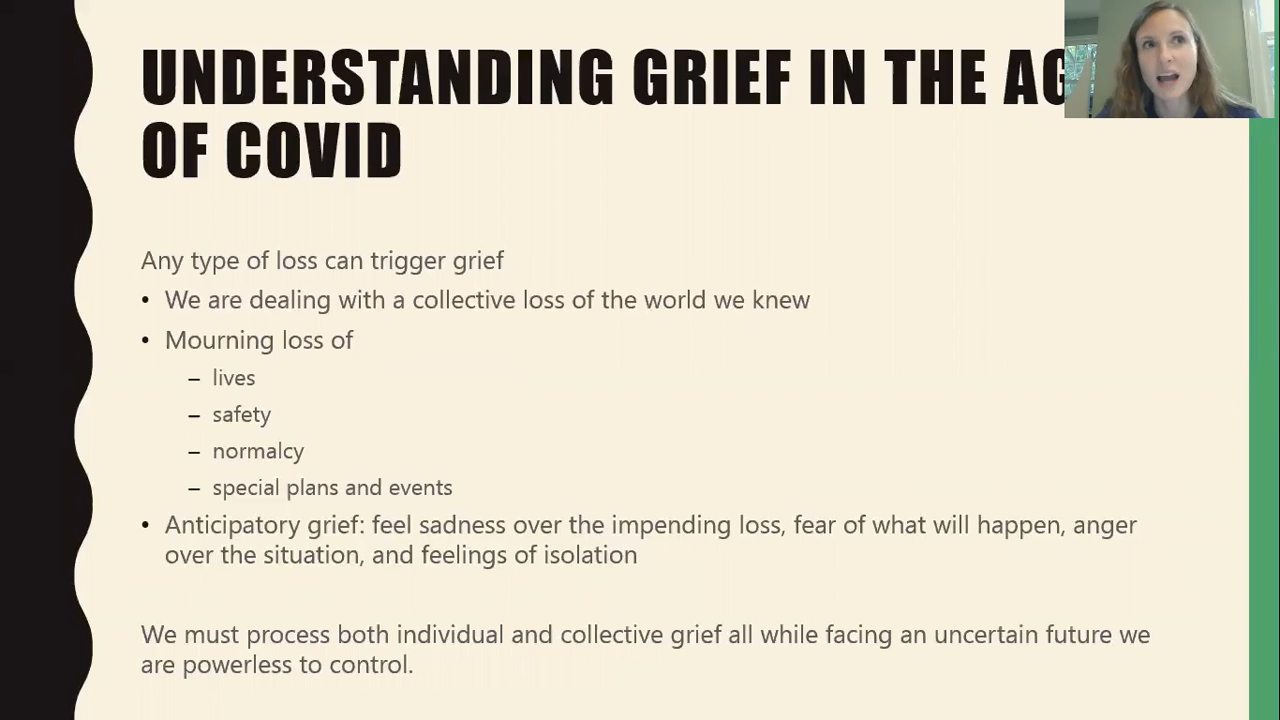 UNDERSTANDING GRIEF IN THE
OF COVID
Any type of loss can trigger grief
• We are dealing with a collective loss of the world we knew
• Mourning loss of
– lives
– safety
– normalcy
– special plans and events
• Anticipatory grief: feel sadness over the impending loss, fear of what will happen, anger
over the situation, and feelings of isolation
We must process both individual and collective grief all while facing an uncertain future we
are powerless to control.